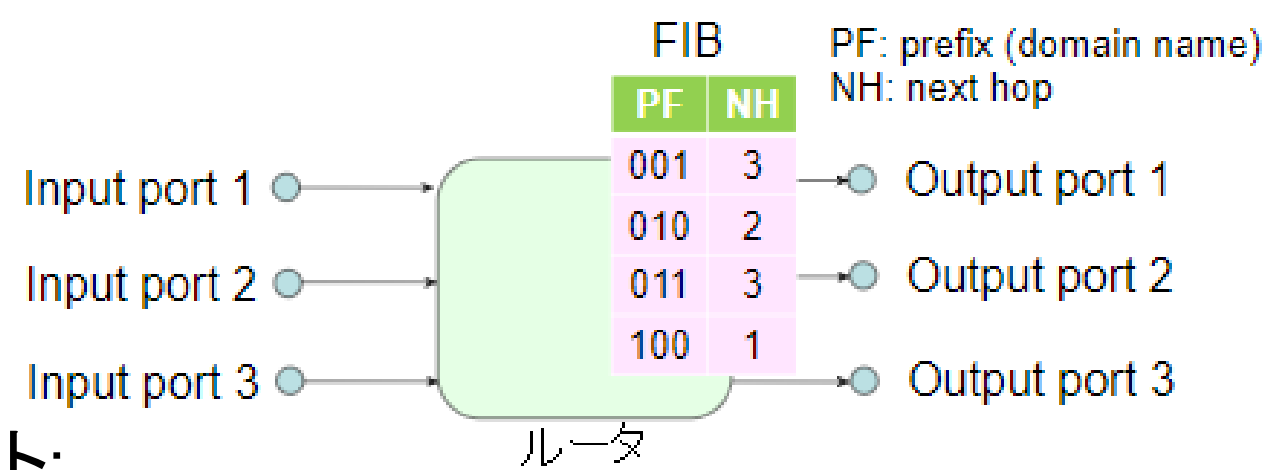 FIB
PF: prefix (domain name)
NH: next hop
PF NH
001 3
010 2
011 3
100 1
Input port 1
Input port 2
Input port 3
Output port 1
Output port 2
Output port 3
ルータ